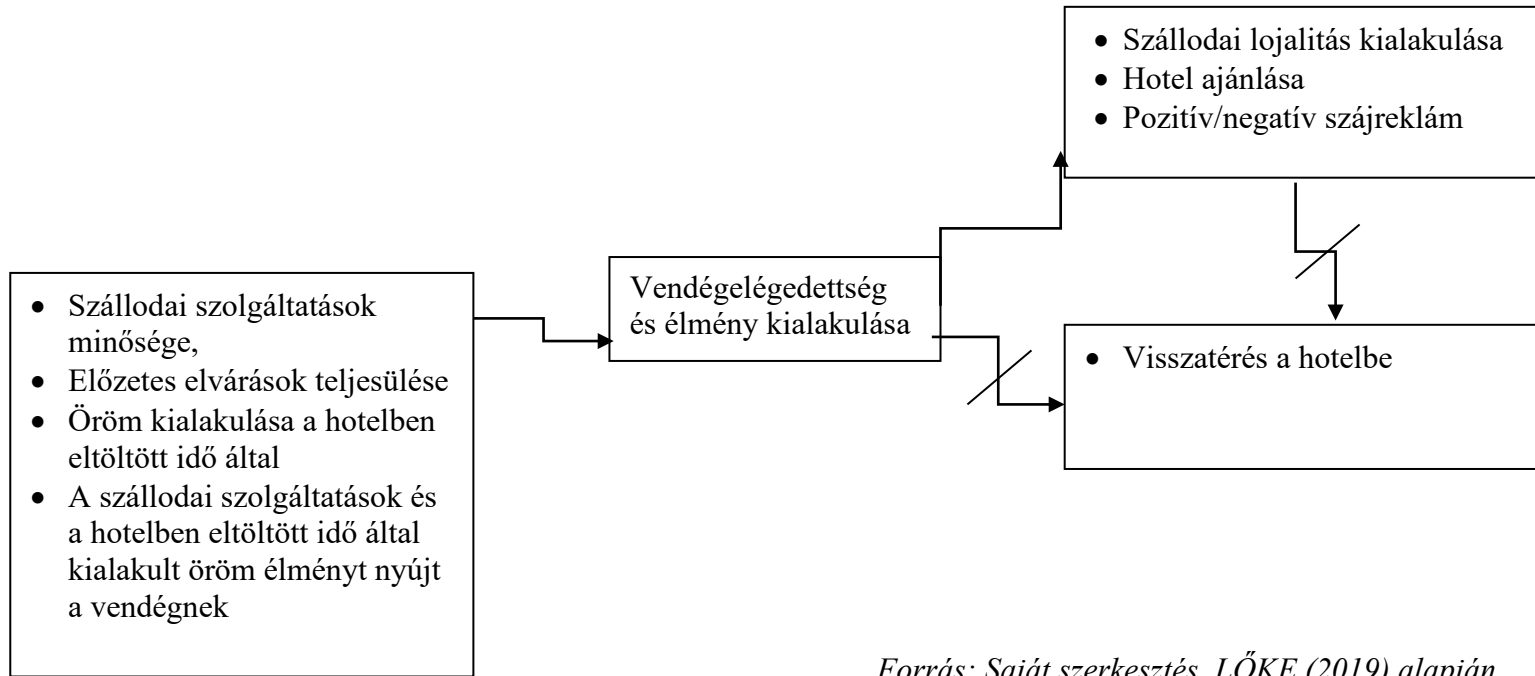 • Szállodai szolgáltatások
minősége,
• Előzetes elvárások teljesülése
• Öröm kialakulása a hotelben
eltöltött idő által
• A szállodai szolgáltatások és
a hotelben eltöltött idő által
kialakult öröm élményt nyújt
a vendégnek
Vendégelégedettség
és élmény kialakulása
• Szállodai lojalitás kialakulása
• Hotel ajánlása
• Pozitív/negatív szájreklám
• Visszatérés a hotelbe
Forrás: Saját szerkesztés, LŐKE (2019) alapján